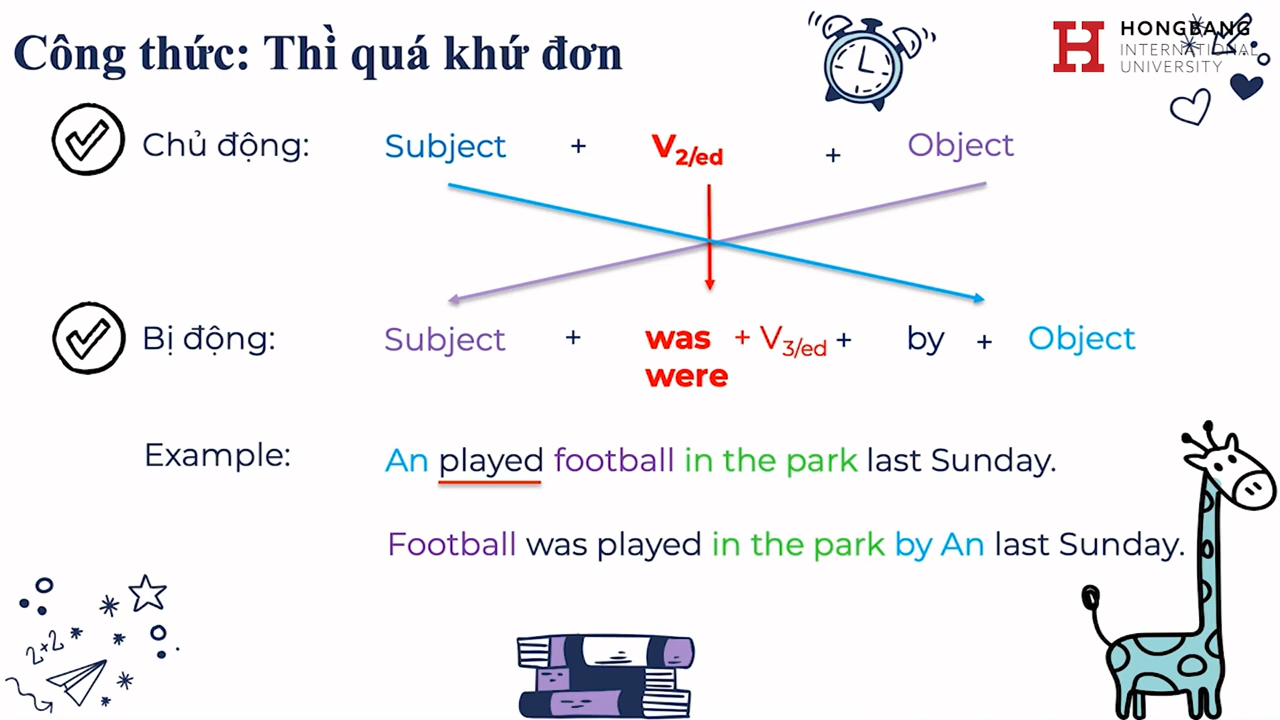 Công thức: Thì quá khứ đơn
HONGBANG
INTERNATIONAL
UNIVERSITY
Chủ động: Subject + V2/ed + Object
Bị động: Subject + was + V3/ed + by + Object
were
Example: An played football in the park last Sunday.
Football was played in the park by An last Sunday.
2+2